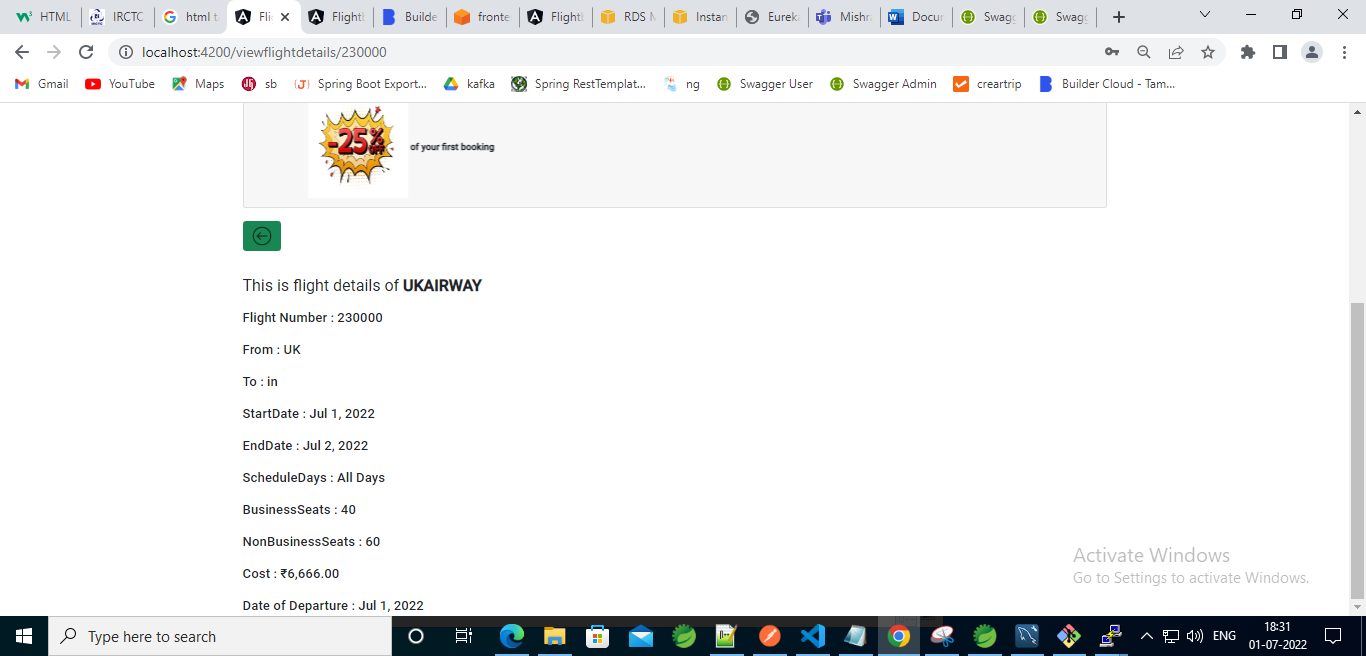 HTML
IRCTC
html t
Fli
Flight
Builde
fronte
Flight
RDS M
Instan
Eureka
Mishra
Docur
Swagg
Swagg
localhost:4200/viewflightdetails/230000
Gmail
YouTube
Maps
sb
Spring Boot Export...
kafka
Spring RestTemplat...
ng
Swagger User
Swagger Admin
creartrip
Builder Cloud - Tam...
-25% OFF
of your first booking
This is flight details of UKAIRWAY
Flight Number : 230000
From : UK
To : in
StartDate : Jul 1, 2022
EndDate : Jul 2, 2022
ScheduleDays : All Days
BusinessSeats : 40
NonBusinessSeats : 60
Cost : ₹6,666.00
Date of Departure : Jul 1, 2022
Activate Windows
Go to Settings to activate Windows.
Type here to search
ENG
18:31
01-07-2022